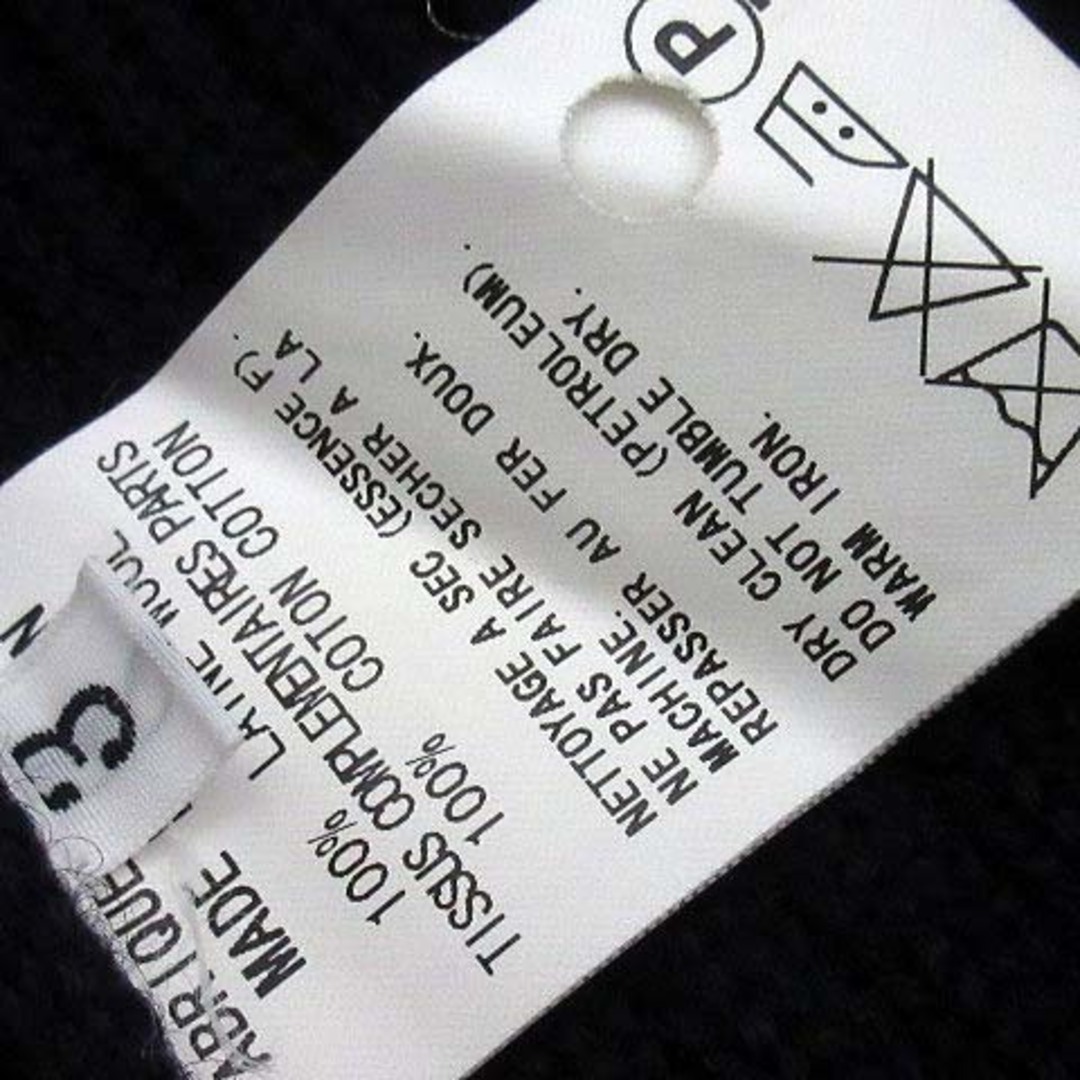 3
N
ABRIQUE
MADE
100% LAINE WOOL
TISSUS COMPLEMENTAIRES PARTS
100% COTON COTTON
NETTOYAGE A SEC (ESSENCE F).
NE PAS FAIRE SECHER A LA
MACHINE.
REPASSER AU FER DOUX.
DRY CLEAN (PETROLEUM).
DO NOT TUMBLE DRY.
WARM IRON.
P